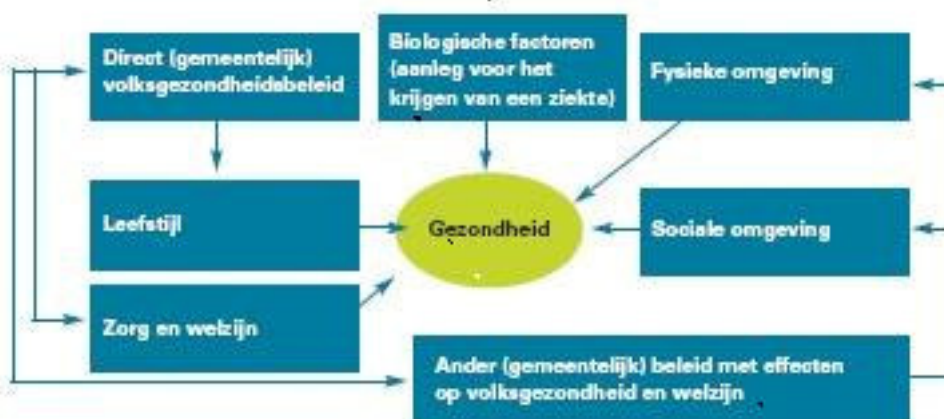 Direct (gemeentelijk)
volksgezondheidsbeleid
Biologische factoren
(aanleg voor het
krijgen van een ziekte)
Fysieke omgeving
Leefstijl
Gezondheid
Sociale omgeving
Zorg en welzijn
Ander (gemeentelijk) beleid met effecten
op volksgezondheid en welzijn